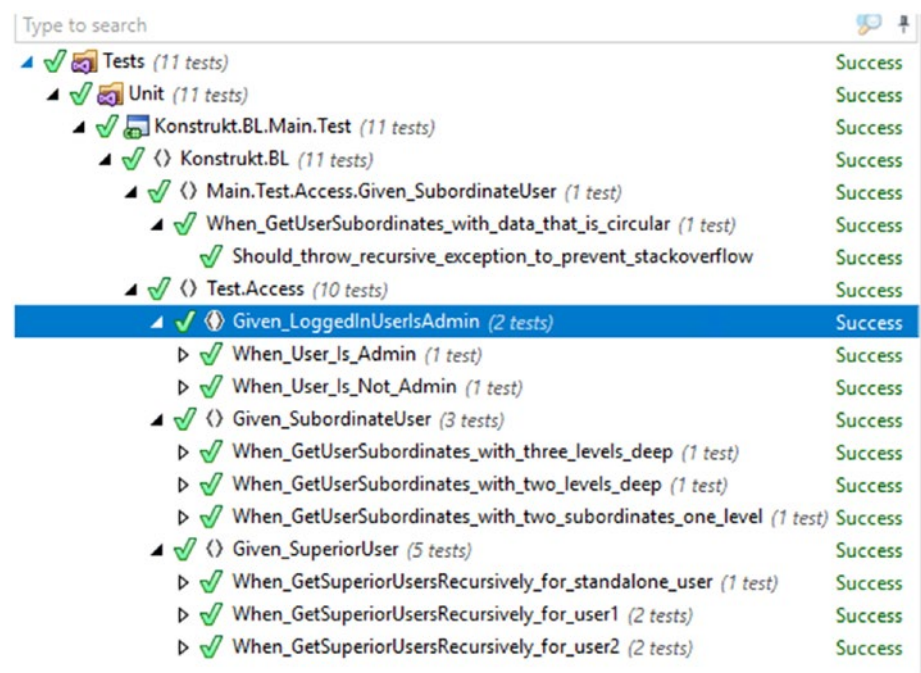 Type to search
Tests (11 tests) Success
Unit (11 tests) Success
Konstrukt.BL.Main.Test (11 tests) Success
Konstrukt.BL (11 tests) Success
Main.Test.Access.Given_SubordinateUser (1 test) Success
When_GetUserSubordinates_with_data_that_is_circular (1 test) Success
Should_throw_recursive_exception_to_prevent_stackoverflow Success
Test.Access (10 tests) Success
Given_LoggedInUserIsAdmin (2 tests) Success
When_User_Is_Admin (1 test) Success
When_User_Is_Not_Admin (1 test) Success
Given_SubordinateUser (3 tests) Success
When_GetUserSubordinates_with_three_levels_deep (1 test) Success
When_GetUserSubordinates_with_two_levels_deep (1 test) Success
When_GetUserSubordinates_with_two_subordinates_one_level (1 test) Success
Given_SuperiorUser (5 tests) Success
When_GetSuperiorUsersRecursively_for_standalone_user (1 test) Success
When_GetSuperiorUsersRecursively_for_user1 (2 tests) Success
When_GetSuperiorUsersRecursively_for_user2 (2 tests) Success